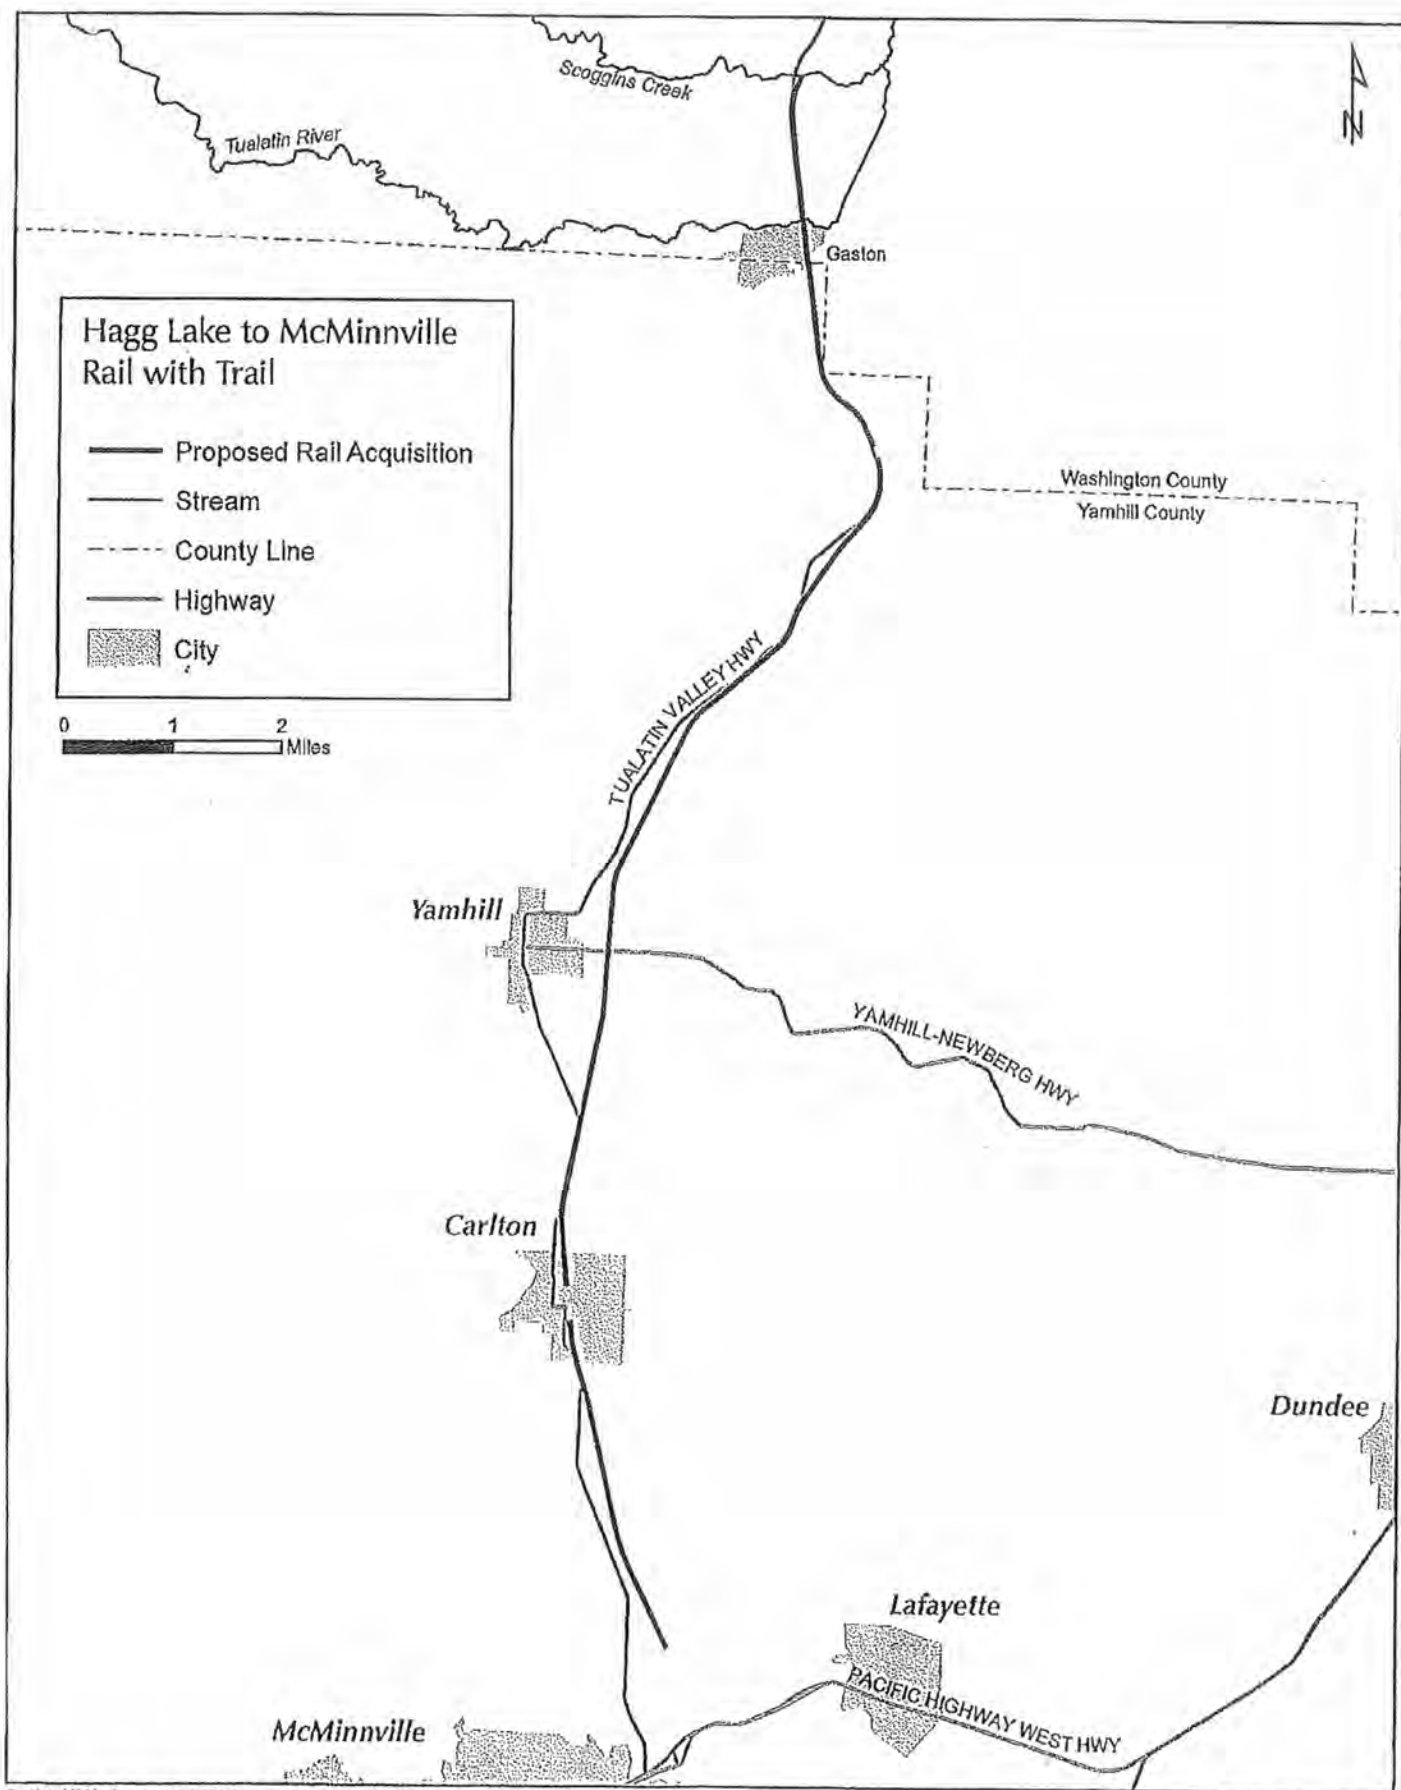 Scoggins Creek
N
Tualatin River
Gaston
Hagg Lake to McMinnville
Rail with Trail
Proposed Rail Acquisition
Stream
County Line
Highway
City
Washington County
Yamhill County
0 1 2
Miles
TUALATIN VALLEY HWY
Yamhill
YAMHILL-NEWBERG HWY
Carlton
Dundee
Lafayette
PACIFIC HIGHWAY WEST HWY
McMinnville